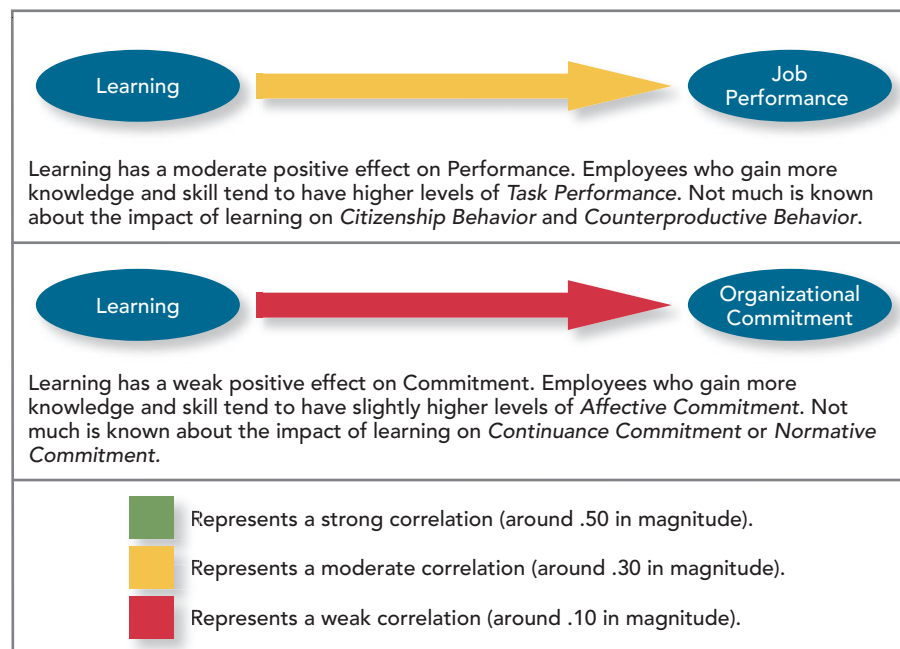 Learning
Job
Performance
Learning has a moderate positive effect on Performance. Employees who gain more
knowledge and skill tend to have higher levels of Task Performance. Not much is known
about the impact of learning on Citizenship Behavior and Counterproductive Behavior.
Learning
Organizational
Commitment
Learning has a weak positive effect on Commitment. Employees who gain more
knowledge and skill tend to have slightly higher levels of Affective Commitment. Not
much is known about the impact of learning on Continuance Commitment or Normative
Commitment.
Represents a strong correlation (around .50 in magnitude).
Represents a moderate correlation (around .30 in magnitude).
Represents a weak correlation (around .10 in magnitude).